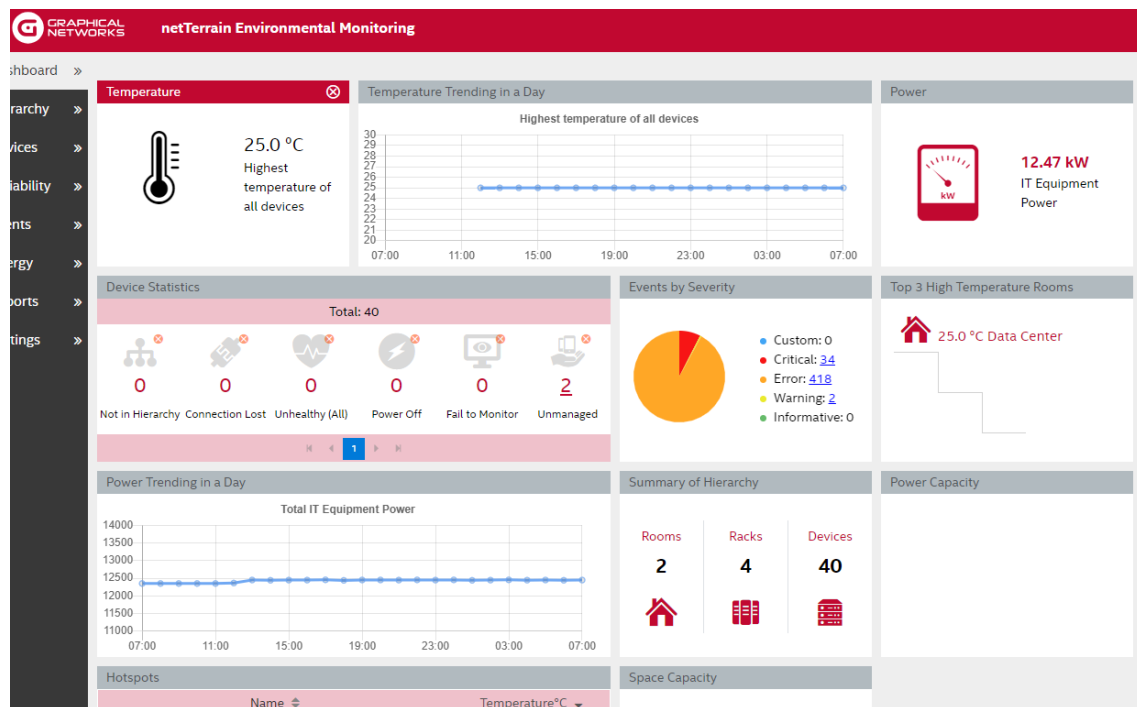 GRAPHICAL
NETWORKS
netTerrain Environmental Monitoring
shboard »
rarchy »
vices »
iability »
ents »
ergy »
ports »
tings »
Temperature
25.0 °C
Highest
temperature of
all devices
Temperature Trending in a Day
Highest temperature of all devices
30
29
28
27
26
25
24
23
22
21
20
07:00 11:00 15:00 19:00 23:00 03:00 07:00
Power
kW
12.47 kW
IT Equipment
Power
Device Statistics
Total: 40
0 0 0 0 0 2
Not in Hierarchy Connection Lost Unhealthy (All) Power Off Fail to Monitor Unmanaged
1
Events by Severity
Custom: 0
Critical: 34
Error: 418
Warning: 2
Informative: 0
Top 3 High Temperature Rooms
25.0 °C Data Center
Power Trending in a Day
Total IT Equipment Power
14000
13500
13000
12500
12000
11500
11000
07:00 11:00 15:00 19:00 23:00 03:00 07:00
Summary of Hierarchy
Rooms Racks Devices
2 4 40
Power Capacity
Hotspots
Name Temperature°C
Space Capacity